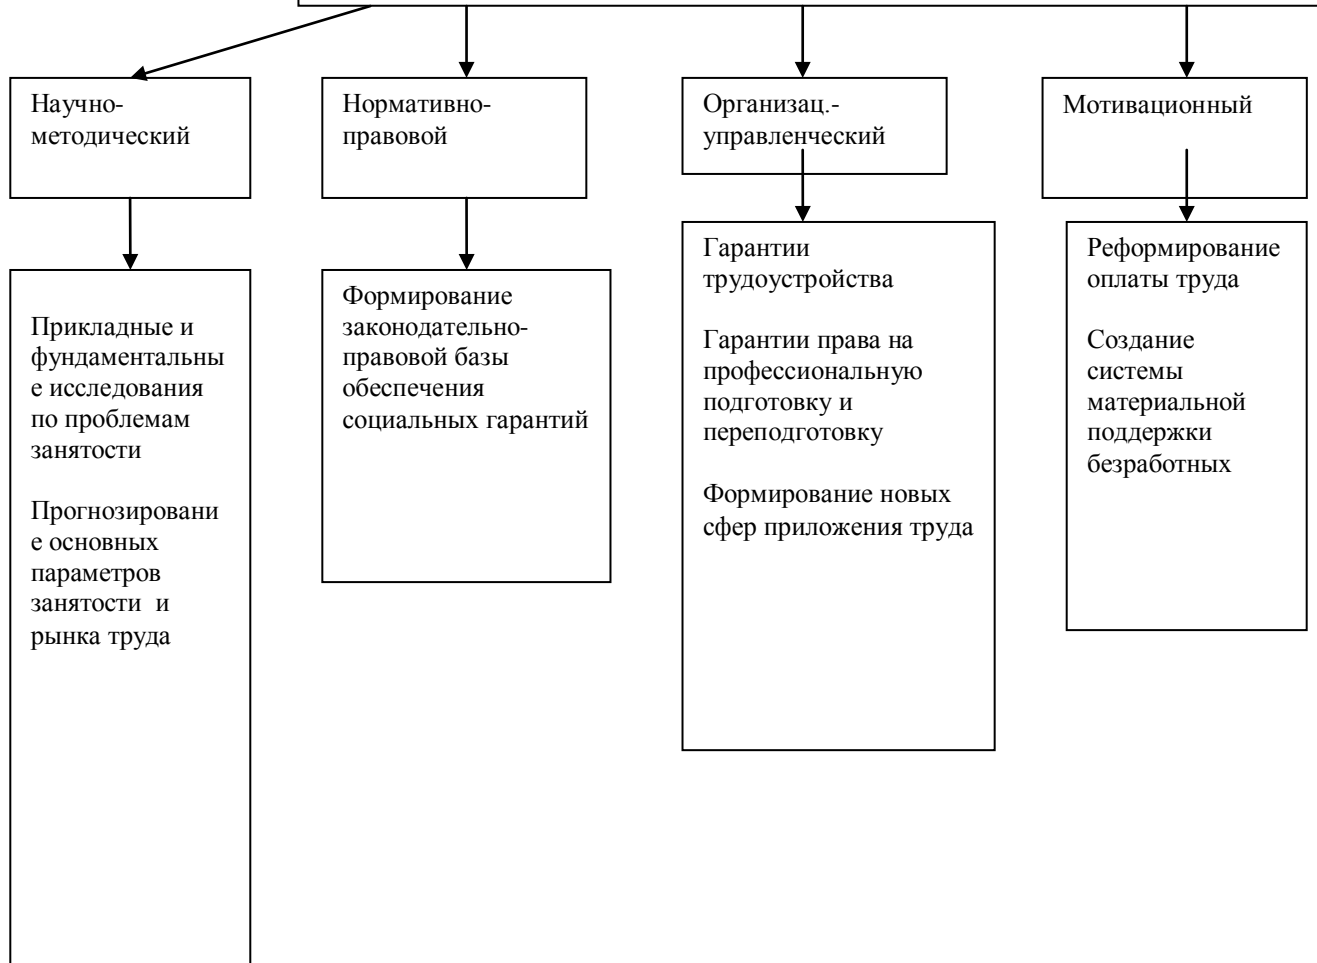 Научно-
методический
Нормативно-
правовой
Организац.-
управленческий
Мотивационный
Прикладные и
фундаментальны
е исследования
по проблемам
занятости
Прогнозировани
е основных
параметров
занятости и
рынка труда
Формирование
законодательно-
правовой базы
обеспечения
социальных гарантий
Гарантии
трудоустройства
Гарантии права на
профессиональную
подготовку и
переподготовку
Формирование новых
сфер приложения труда
Реформирование
оплаты труда
Создание
системы
материальной
поддержки
безработных